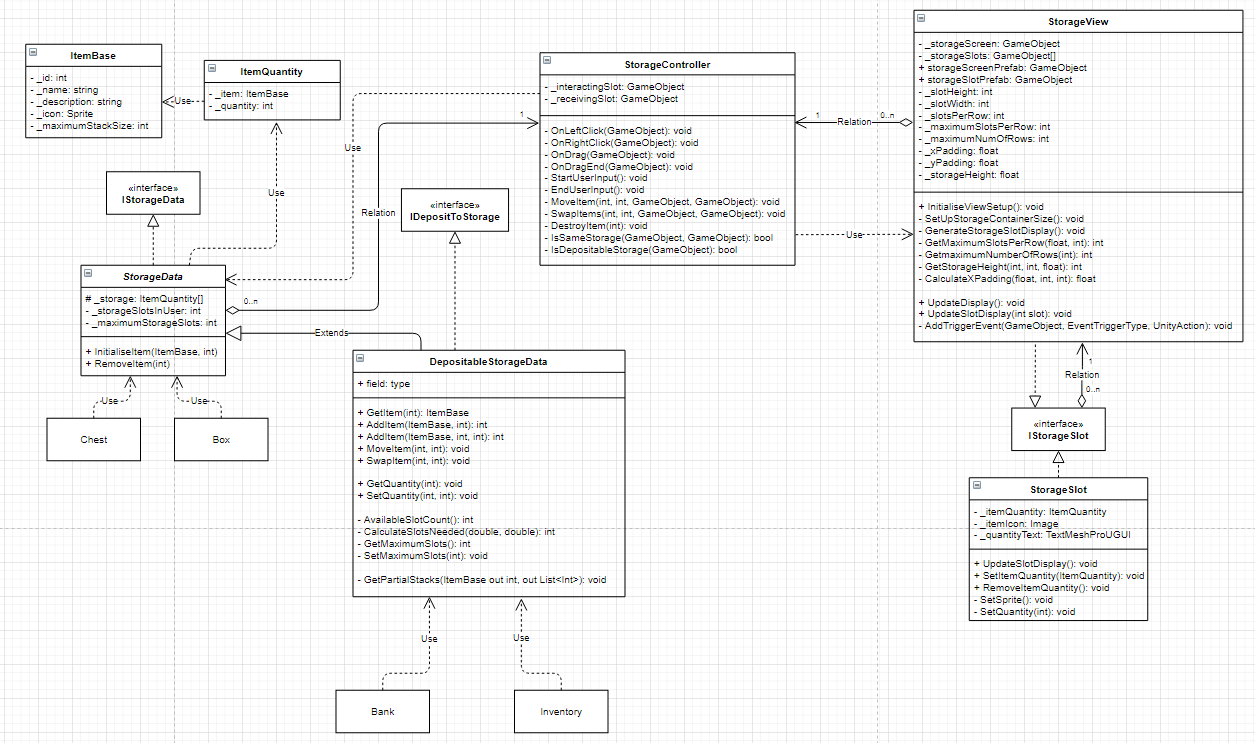 ItemBase
- _id: int
- _name: string
- _description: string
- _icon: Sprite
- _maximumStackSize: int
Use
ItemQuantity
- _item: ItemBase
- _quantity: int
Use
«interface»
IStorageData
StorageData
# _storage: ItemQuantity[]
- _storageSlotsInUser: int
- _maximumStorageSlots: int
+ InitialiseItem(ItemBase, int)
+ RemoveItem(int)
Use
Use
Chest
Box
Use
1
Relation
0..n
Extends
«interface»
IDepositToStorage
StorageController
- _interactingSlot: GameObject
- _receivingSlot: GameObject
- OnLeftClick(GameObject): void
- OnRightClick(GameObject): void
- OnDrag(GameObject): void
- OnDragEnd(GameObject): void
- StartUserInput(): void
- EndUserInput(): void
- MoveItem(int, int, GameObject, GameObject): void
- SwapItems(int, int, GameObject, GameObject): void
- DestroyItem(int): void
- IsSameStorage(GameObject, GameObject): bool
- IsDepositableStorage(GameObject): bool
1
Relation
0..n
Use
StorageView
- _storageScreen: GameObject
- _storageSlots: GameObject[]
+ storageScreenPrefab: GameObject
+ storageSlotPrefab: GameObject
- _slotHeight: int
- _slotWidth: int
- _slotsPerRow: int
- _maximumSlotsPerRow: int
- _maximumNumOfRows: int
- _xPadding: float
- _yPadding: float
- _storageHeight: float
+ InitialiseViewSetup(): void
- SetUpStorageContainerSize(): void
- GenerateStorageSlotDisplay(): void
- GetMaximumSlotsPerRow(float, int): int
- GetmaximumNumberOfRows(int): int
- GetStorageHeight(int, int, float): int
- CalculateXPadding(float, int, int): float
+ UpdateDisplay(): void
+ UpdateSlotDisplay(int slot): void
- AddTriggerEvent(GameObject, EventTriggerType, UnityAction): void
1
Relation
0..n
«interface»
IStorageSlot
StorageSlot
- _itemQuantity: ItemQuantity
- _itemIcon: Image
- _quantityText: TextMeshProUGUI
+ UpdateSlotDisplay(): void
+ SetItemQuantity(ItemQuantity): void
+ RemoveItemQuantity(): void
- SetSprite(): void
- SetQuantity(int): void
DepositableStorageData
+ field: type
+ GetItem(int): ItemBase
+ AddItem(ItemBase, int): int
+ AddItem(ItemBase, int, int): int
+ MoveItem(int, int): void
+ SwapItem(int, int): void
+ GetQuantity(int): void
+ SetQuantity(int, int): void
- AvailableSlotCount(): int
- CalculateSlotsNeeded(double, double): int
- GetMaximumSlots(): int
- SetMaximumSlots(int): void
- GetPartialStacks(ItemBase out int, out List<Int>): void
Use
Use
Bank
Inventory